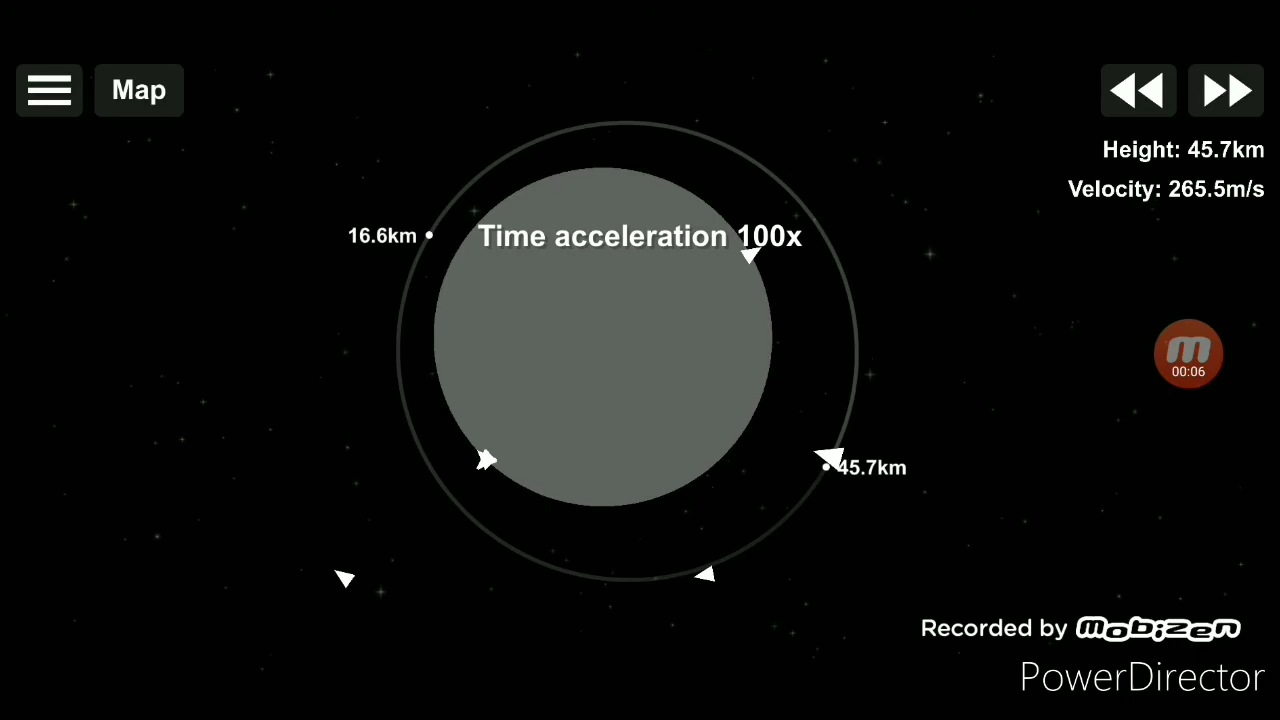 Map
Height: 45.7km
Velocity: 265.5m/s
16.6km
Time acceleration 100x
m
00:06
45.7km
Recorded by mobizen
PowerDirector